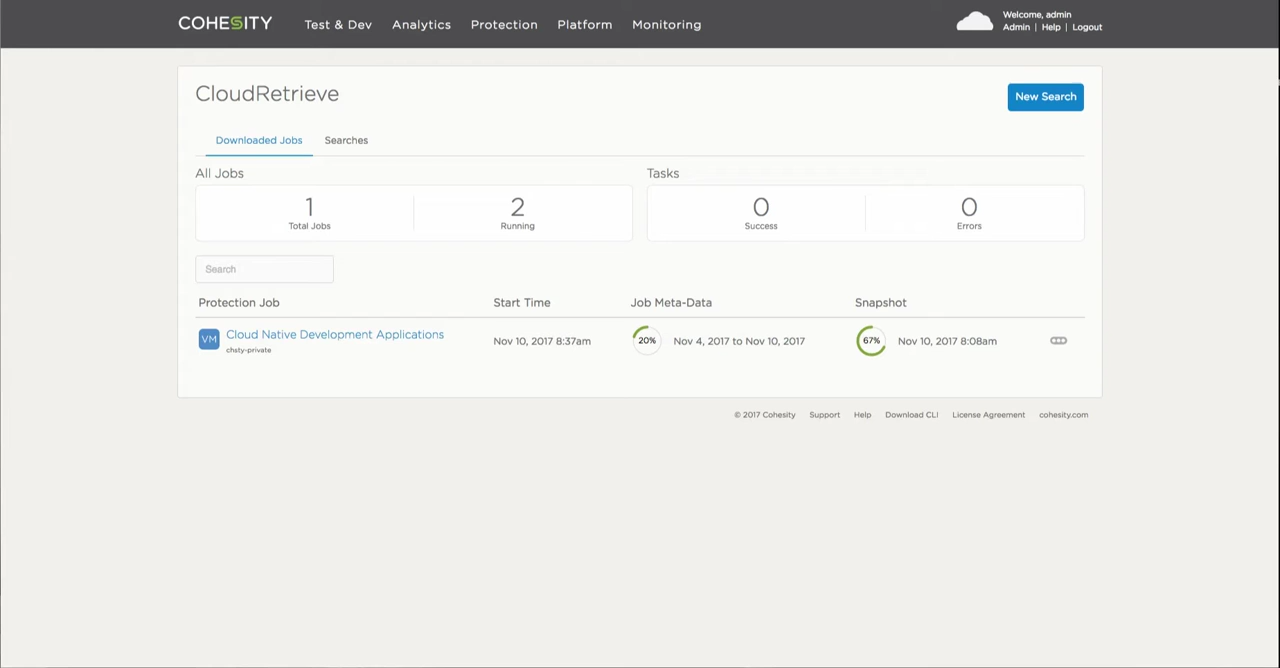 COHESITY Test & Dev Analytics Protection Platform Monitoring
Welcome, admin
Admin | Help | Logout
CloudRetrieve
New Search
Downloaded Jobs Searches
All Jobs
1
Total Jobs
2
Running
Tasks
0
Success
0
Errors
Search
Protection Job Start Time Job Meta-Data Snapshot
VM Cloud Native Development Applications
chsty-private
Nov 10, 2017 8:37am 20% Nov 4, 2017 to Nov 10, 2017 67% Nov 10, 2017 8:08am
© 2017 Cohesity Support Help Download CLI License Agreement cohesity.com